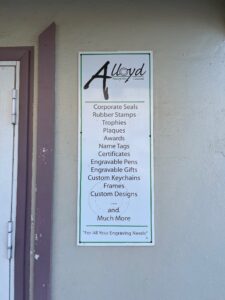 Alloyd
Corporate Seals
Rubber Stamps
Trophies
Plaques
Awards
Name Tags
Certificates
Engravable Pens
Engravable Gifts
Custom Keychains
Frames
Custom Designs
....
and
Much More
"For All Your Engraving Needs"